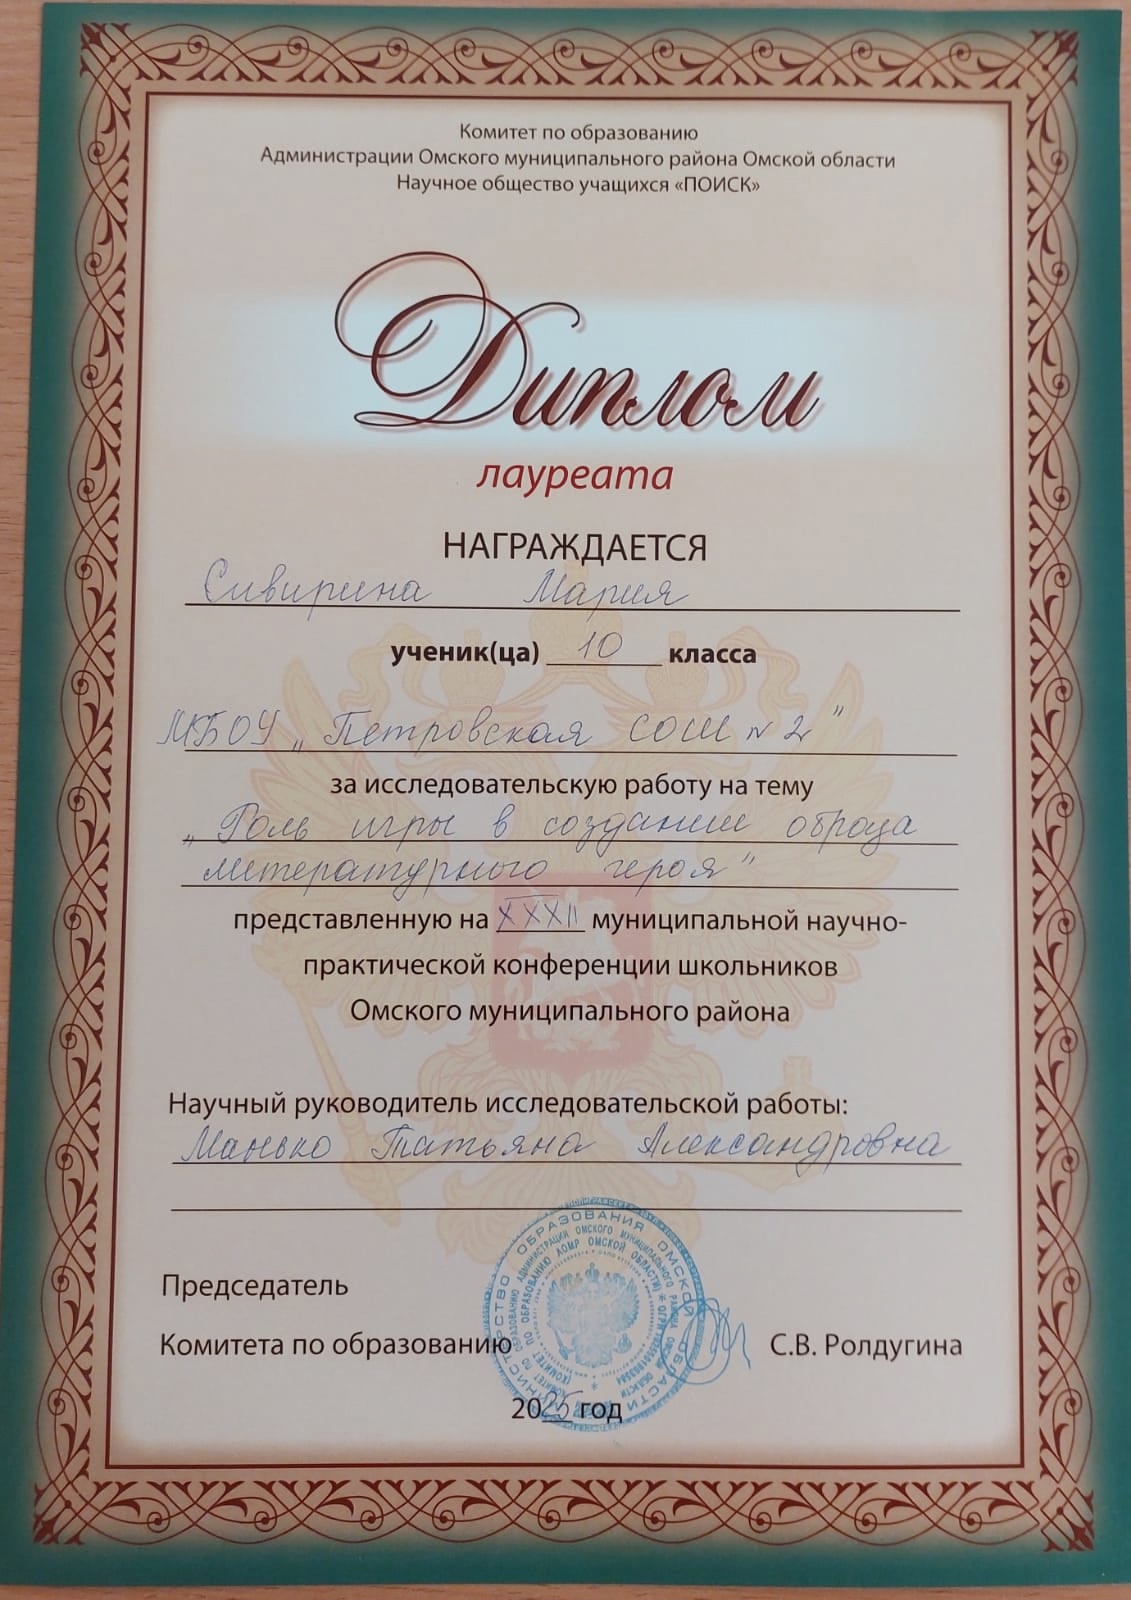 Комитет по образованию
Администрации Омского муниципального района Омской области
Научное общество учащихся «ПОИСК»
Диплом
лауреата
НАГРАЖДАЕТСЯ
Сивирина Мария
ученик(ца) 10 класса
МБОУ „Петровская СОШ №2"
за исследовательскую работу на тему
„Роль игры в создании образа
литературного героя"
представленную на XXXII муниципальной научно-
практической конференции школьников
Омского муниципального района
Научный руководитель исследовательской работы:
Манько Татьяна Александровна
Председатель
Комитета по образованию С.В. Ролдугина
2025 год